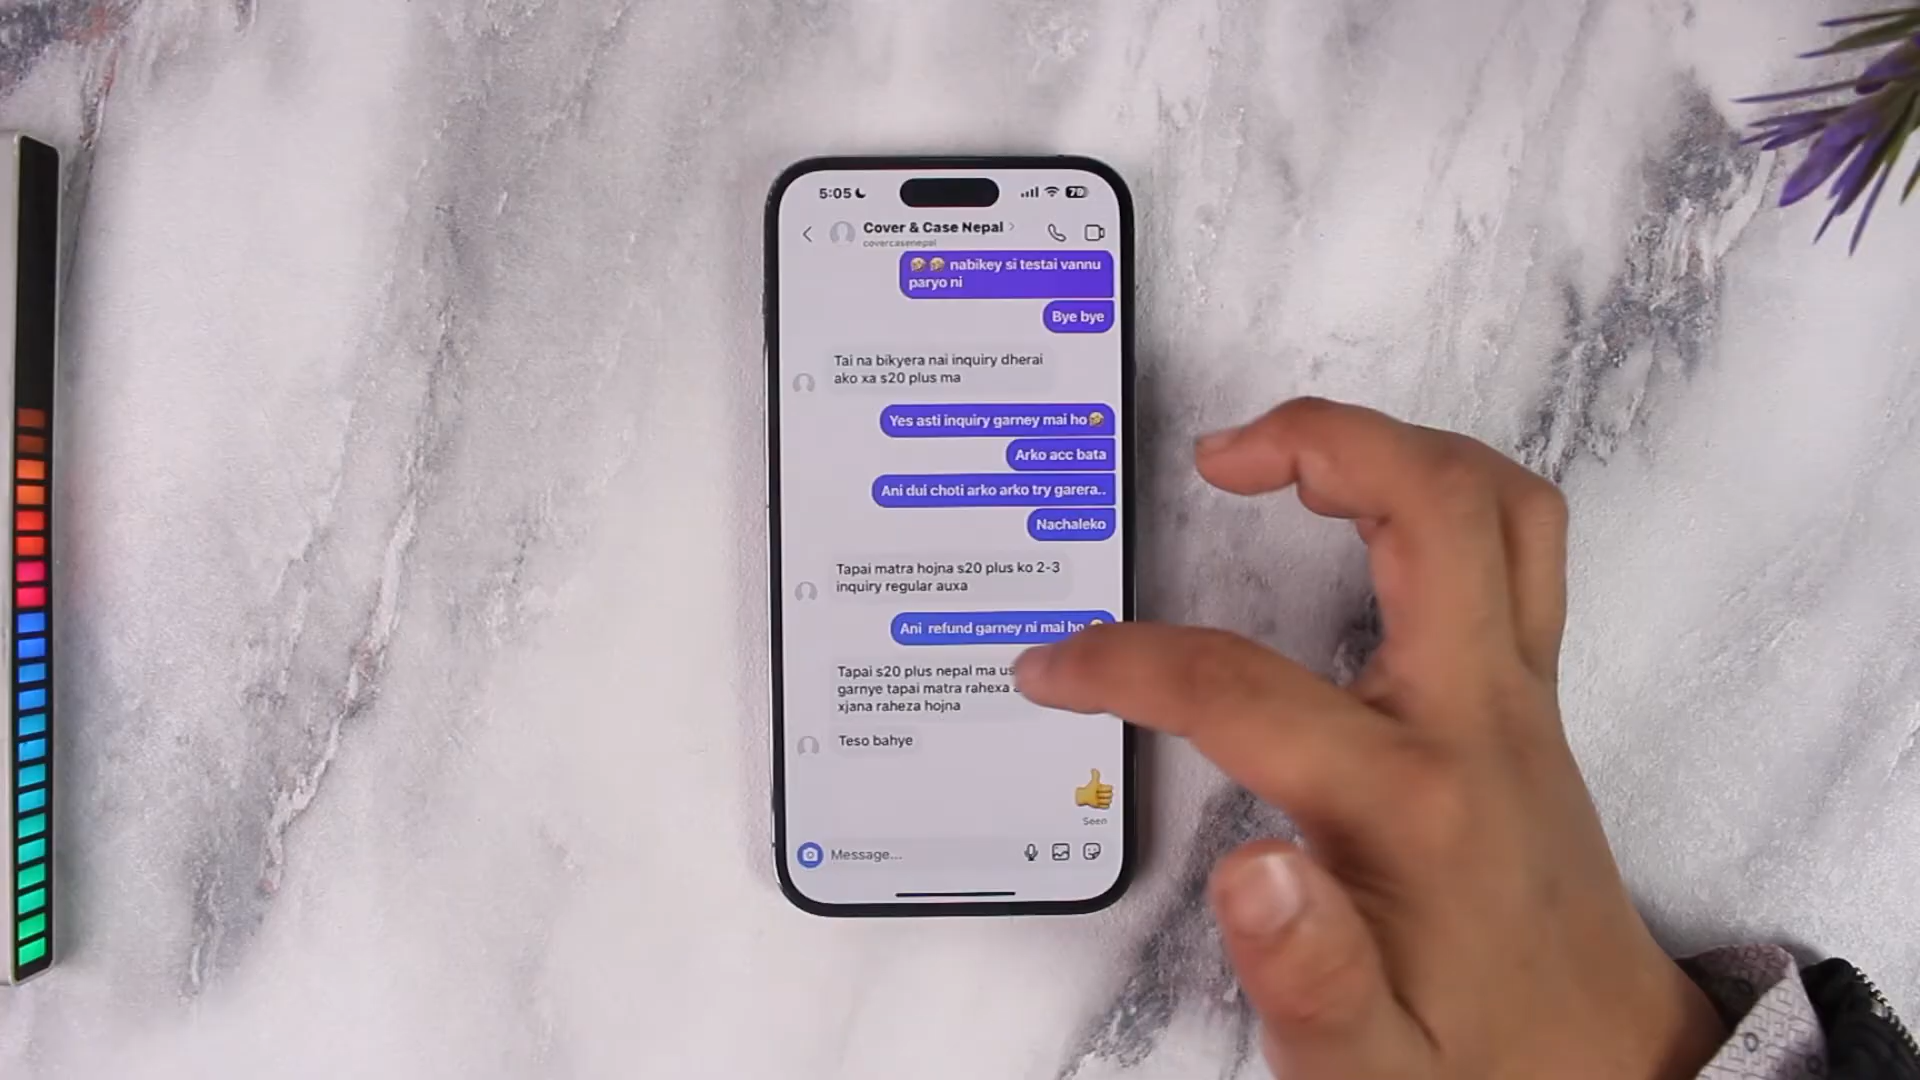 5:05
70
Cover & Case Nepal
covercasenepal
🤣🤣 nabikey si testai vannu
paryo ni
Bye bye
Tai na bikyera nai inquiry dherai
ako xa s20 plus ma
Yes asti inquiry garney mai ho🤣
Arko acc bata
Ani dui choti arko arko try garera..
Nachaleko
Tapai matra hojna s20 plus ko 2-3
inquiry regular auxa
Ani refund garney ni mai ho
Tapai s20 plus nepal ma
garnye tapai matra rahexa
xjana raheza hojna
Teso bahye
👍
Seen
Message...